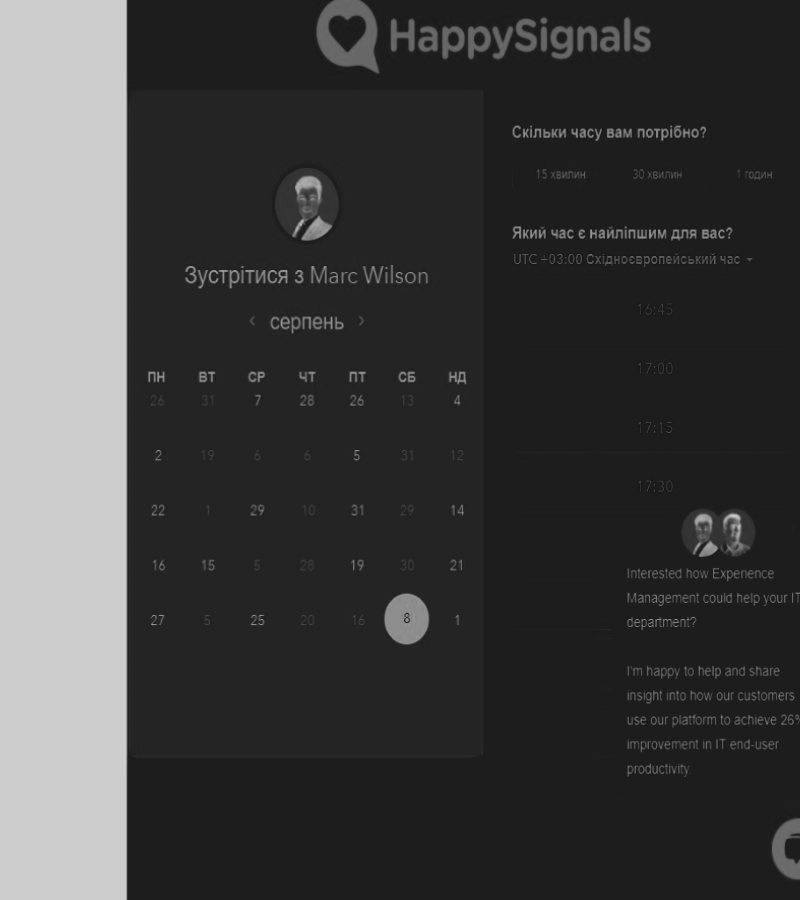 HappySignals
Зустрітися з Marc Wilson
серпень
ПН ВТ СР ЧТ ПТ СБ НД
26 31 7 28 26 13 4
2 19 6 6 5 31 12
22 1 29 10 31 29 14
16 15 5 28 19 30 21
27 5 25 20 16 8 1
Скільки часу вам потрібно?
15 хвилин 30 хвилин 1 годин
Який час є найліпшим для вас?
UTC +03:00 Східноєвропейський час
16:45
17:00
17:15
17:30
Interested how Experience
Management could help your IT
department?
I'm happy to help and share
insight into how our customers
use our platform to achieve 26%
improvement in IT end-user
productivity.